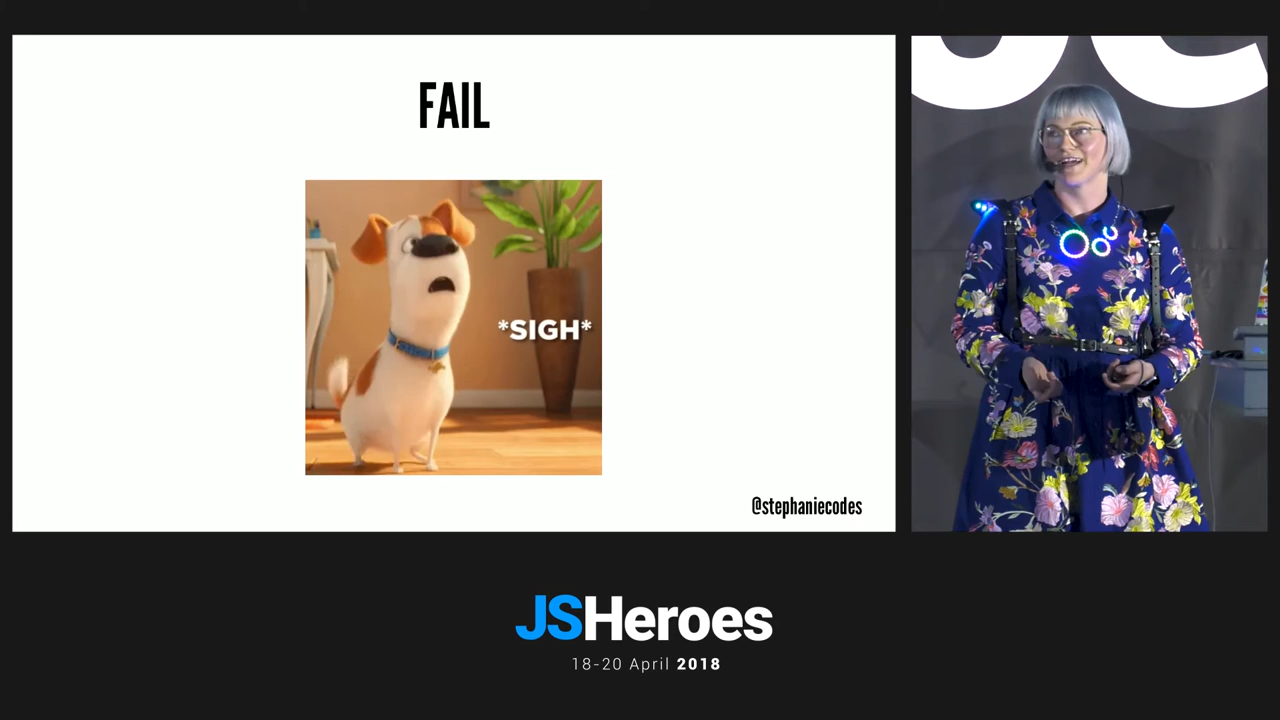 FAIL
*SIGH*
@stephaniecodes
JSHeroes
18-20 April 2018